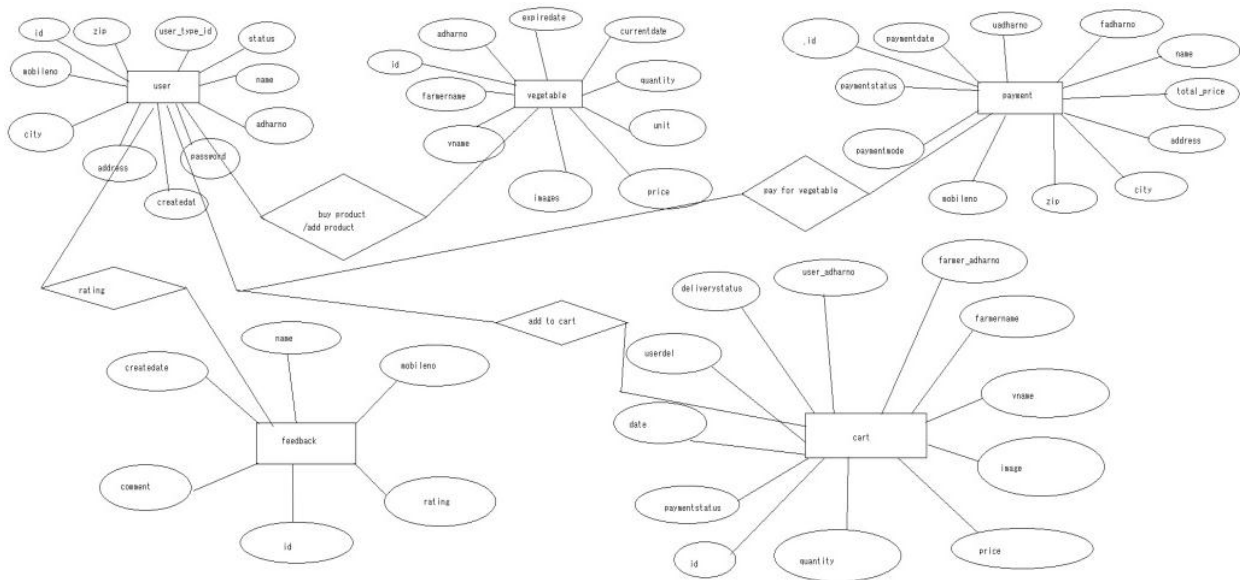 id
zip
user_type_id
status
mobileno
user
name
city
adharno
address
password
createdat
expiredate
adharno
currentdate
id
quantity
farmername
vegetable
vname
unit
images
price
uadharno
fadharno
paymentdate
.id
name
paymentstatus
payment
total_price
paymentmode
address
mobileno
zip
city
buy product
/add product
pay for vegetable
rating
add to cart
name
createdate
mobileno
feedback
comment
rating
id
farmer_adharno
user_adharno
deliverystatus
farmername
userdel
vname
date
cart
image
paymentstatus
id
quantity
price